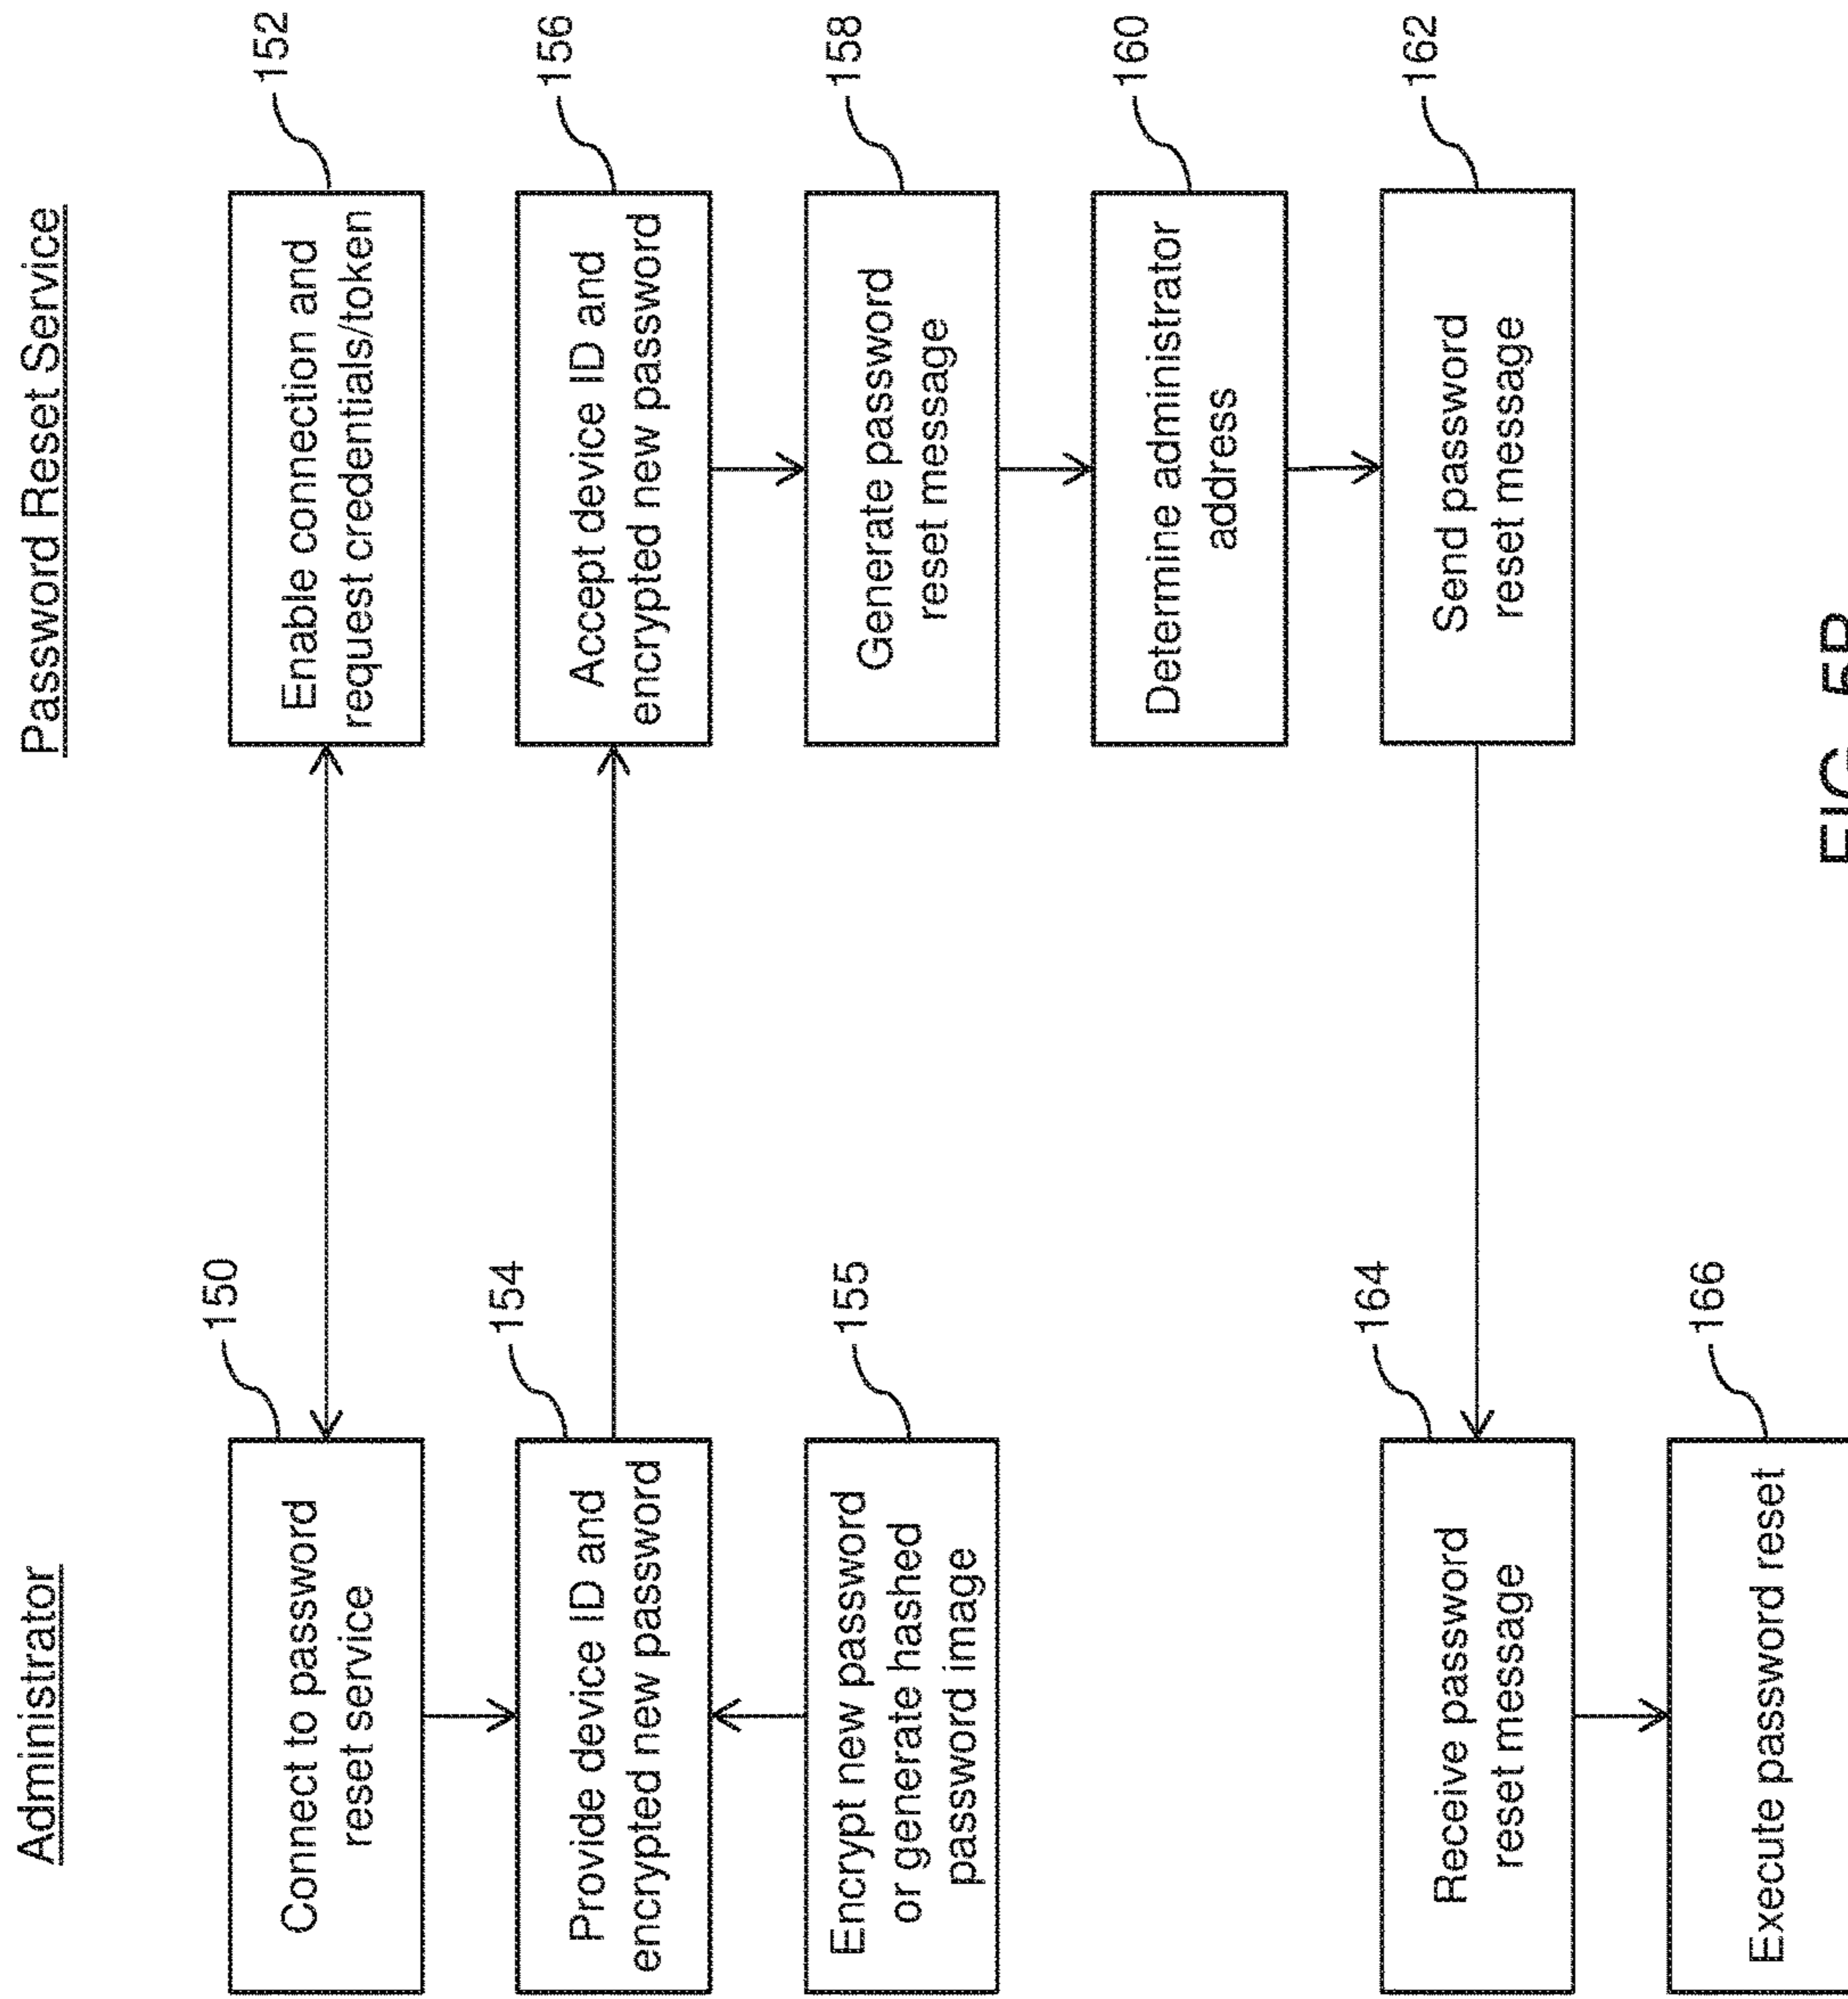 Administrator
Password Reset Service
150
Connect to password
reset service
152
Enable connection and
request credentials/token
154
Provide device ID and
encrypted new password
156
Accept device ID and
encrypted new password
155
Encrypt new password
or generate hashed
password image
158
Generate password
reset message
160
Determine administrator
address
162
Send password
reset message
164
Receive password
reset message
166
Execute password reset
FIG. 5B